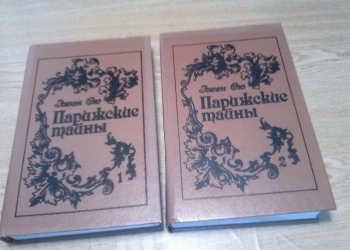 Эжен Сю
Парижские
тайны
1
Эжен Сю
Парижские
тайны
2